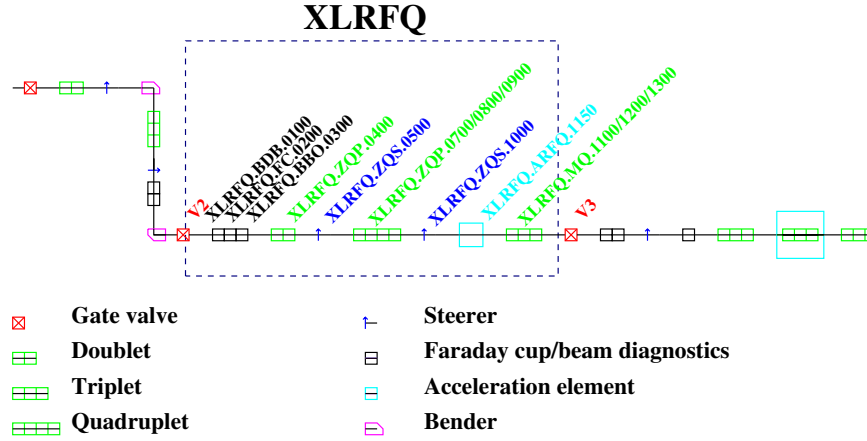 XLRFQ
V2
XLRFQ.BDB.0100
XLRFQ.FC.0200
XLRFQ.BBO.0300
XLRFQ.ZQP.0400
XLRFQ.ZQS.0500
XLRFQ.ZQP.0700/0800/0900
XLRFQ.ZQS.1000
XLRFQ.ARFQ.1150
XLRFQ.MQ.1100/1200/1300
V3
Gate valve
Doublet
Triplet
Quadruplet
Steerer
Faraday cup/beam diagnostics
Acceleration element
Bender